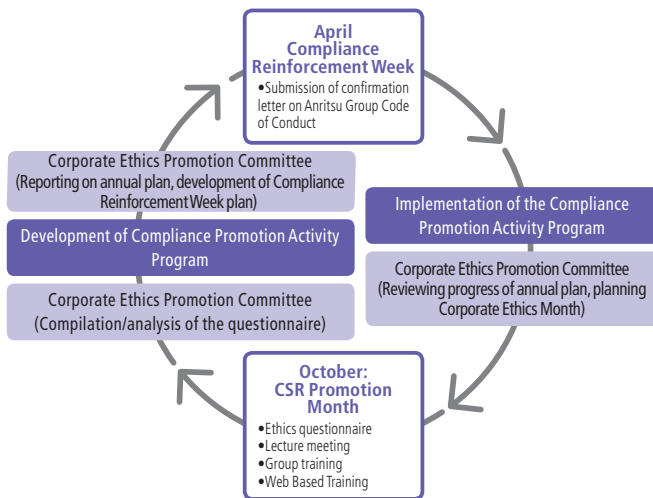 April
Compliance
Reinforcement Week
•Submission of confirmation
letter on Anritsu Group Code
of Conduct
Corporate Ethics Promotion Committee
(Reporting on annual plan, development of Compliance
Reinforcement Week plan)
Development of Compliance Promotion Activity
Program
Corporate Ethics Promotion Committee
(Compilation/analysis of the questionnaire)
Implementation of the Compliance
Promotion Activity Program
Corporate Ethics Promotion Committee
(Reviewing progress of annual plan, planning
Corporate Ethics Month)
October:
CSR Promotion
Month
•Ethics questionnaire
•Lecture meeting
•Group training
•Web Based Training